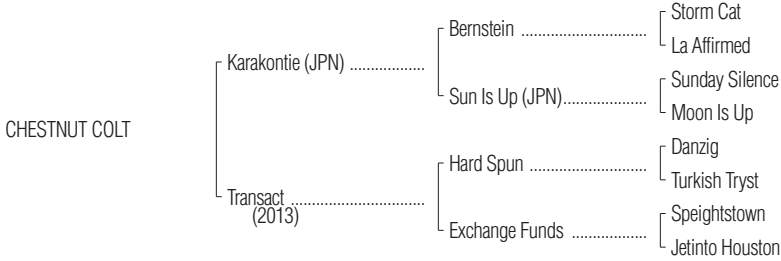 Storm Cat
Bernstein ..............................
La Affirmed
Karakontie (JPN) ..................
Sunday Silence
Sun Is Up (JPN)....................
Moon Is Up
CHESTNUT COLT
Danzig
Hard Spun ............................
Turkish Tryst
Transact ................................
(2013)
Speightstown
Exchange Funds ..................
Jetinto Houston